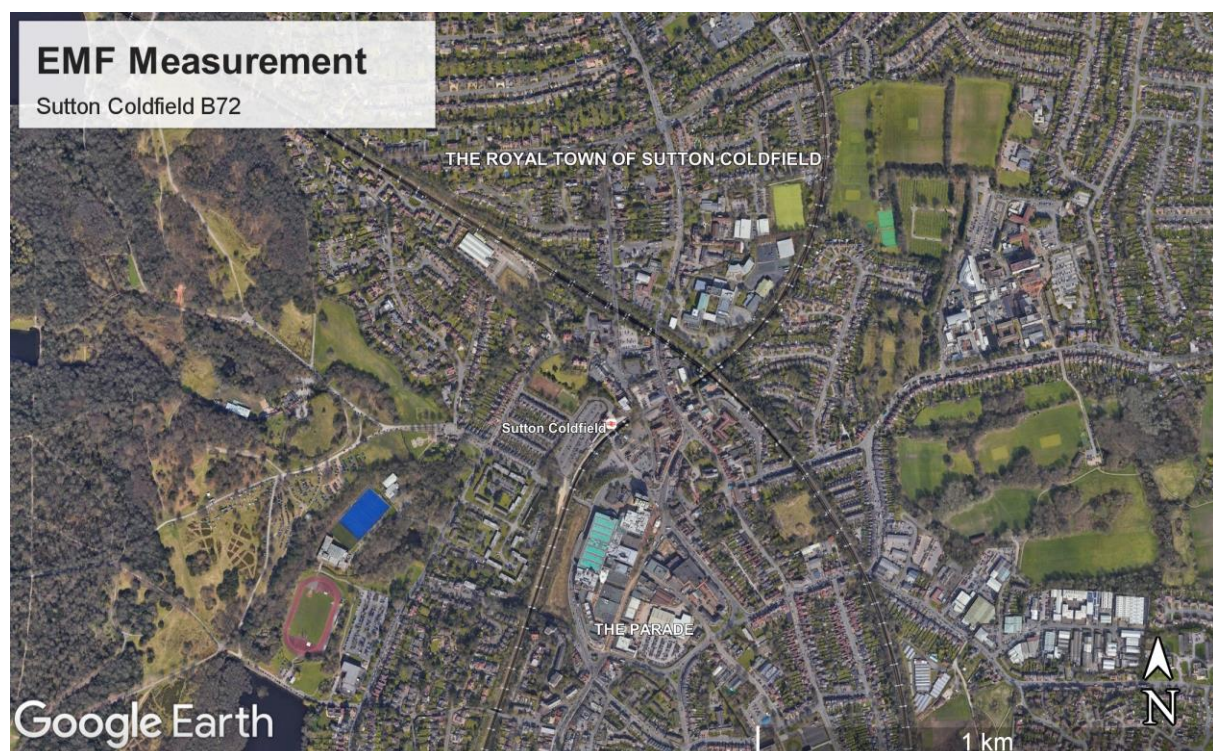 EMF Measurement
Sutton Coldfield B72
THE ROYAL TOWN OF SUTTON COLDFIELD
Sutton Coldfield
THE PARADE
Google Earth
1 km
N